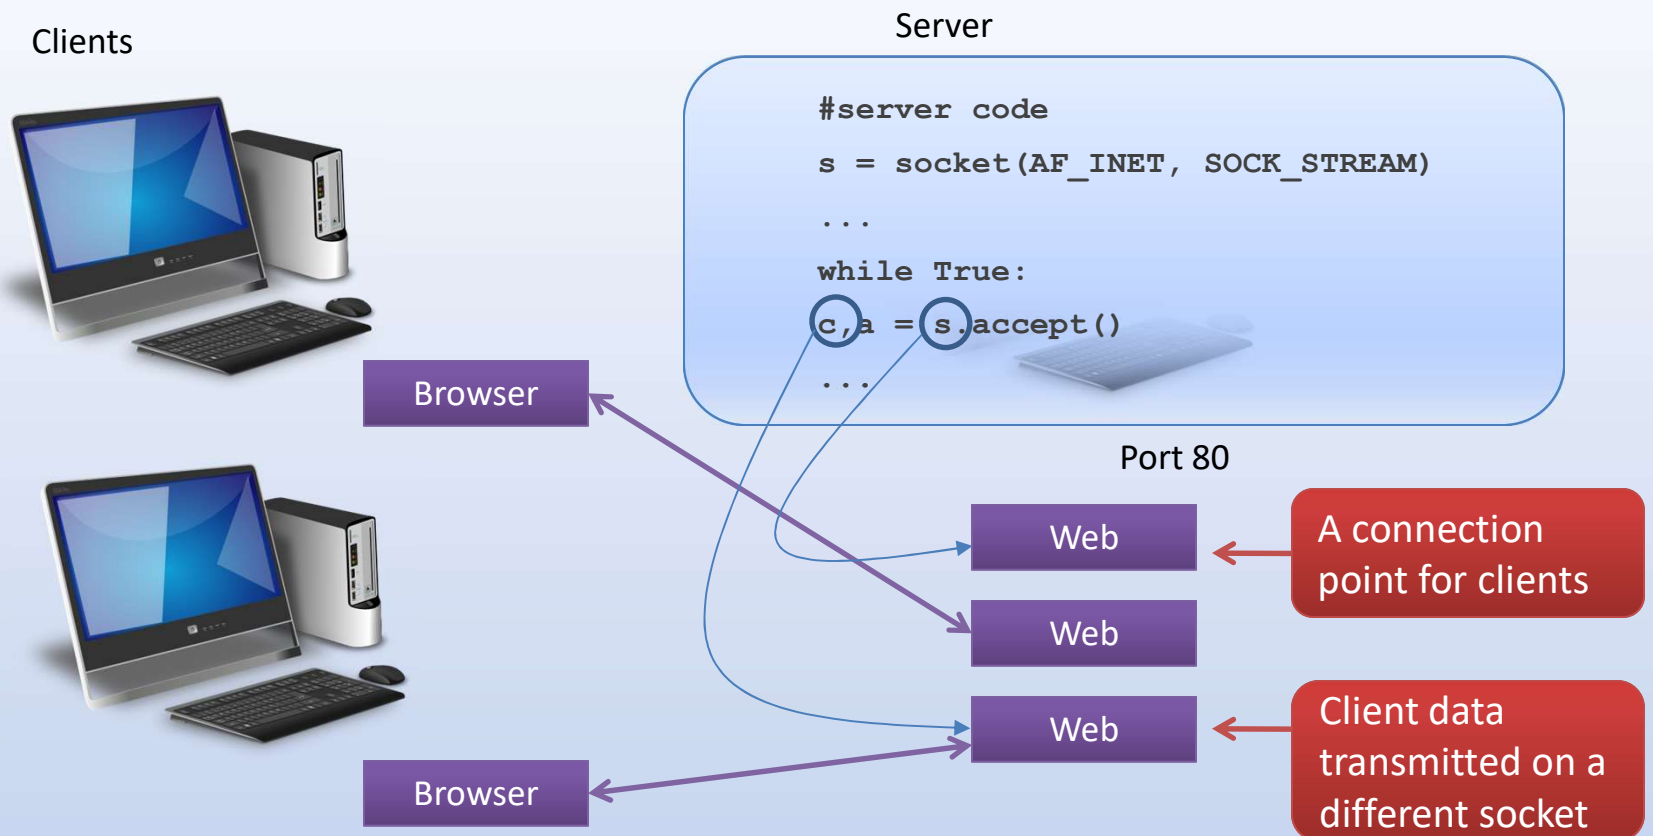 Clients
Server
#server code
s = socket(AF_INET, SOCK_STREAM)
...
while True:
c,a = s.accept()
...
Browser
Port 80
Web
A connection
point for clients
Web
Web
Client data
transmitted on a
different socket
Browser